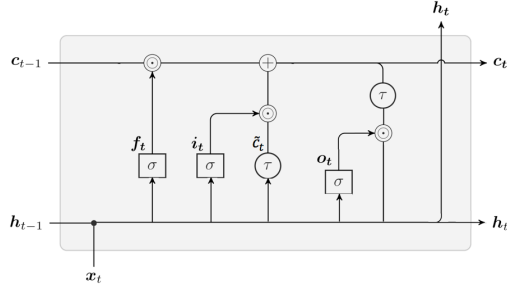 h_t
c_{t-1} ⊙ + c_t
τ
⊙
f_t i_t c̃_t o_t ⊙
σ σ τ σ
h_{t-1} h_t
x_t